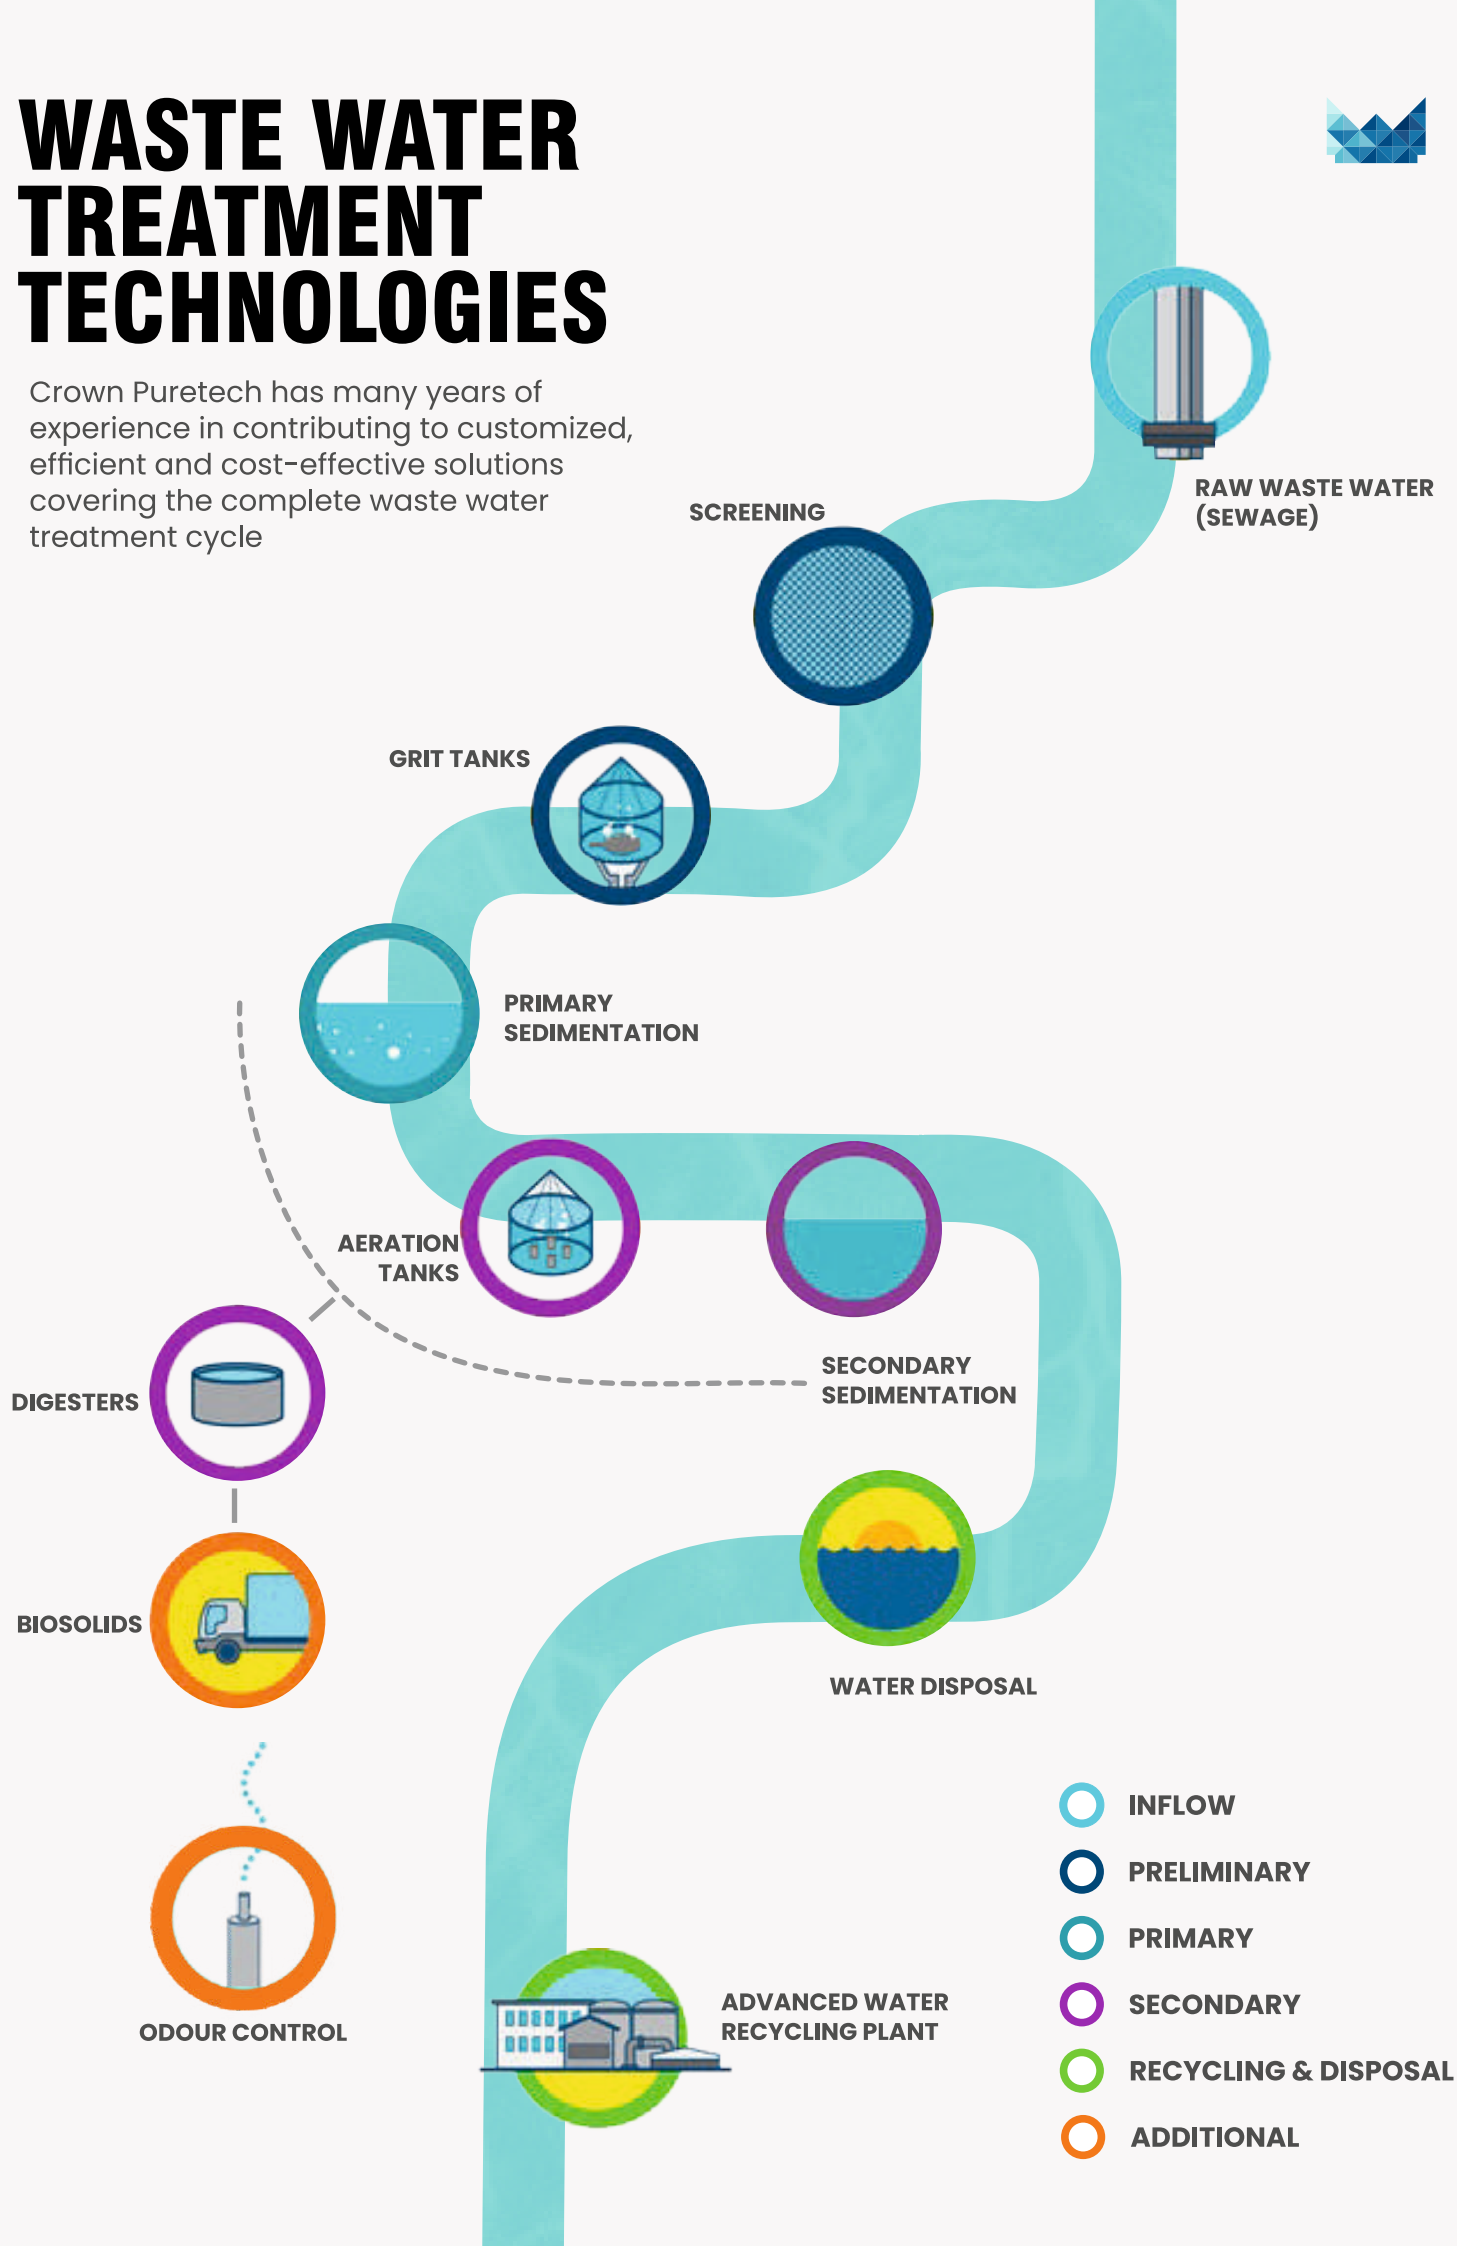 WASTE WATER
TREATMENT
TECHNOLOGIES
Crown Puretech has many years of
experience in contributing to customized,
efficient and cost-effective solutions
covering the complete waste water
treatment cycle
RAW WASTE WATER
(SEWAGE)
SCREENING
GRIT TANKS
PRIMARY
SEDIMENTATION
AERATION
TANKS
SECONDARY
SEDIMENTATION
DIGESTERS
BIOSOLIDS
WATER DISPOSAL
ODOUR CONTROL
ADVANCED WATER
RECYCLING PLANT
INFLOW
PRELIMINARY
PRIMARY
SECONDARY
RECYCLING & DISPOSAL
ADDITIONAL